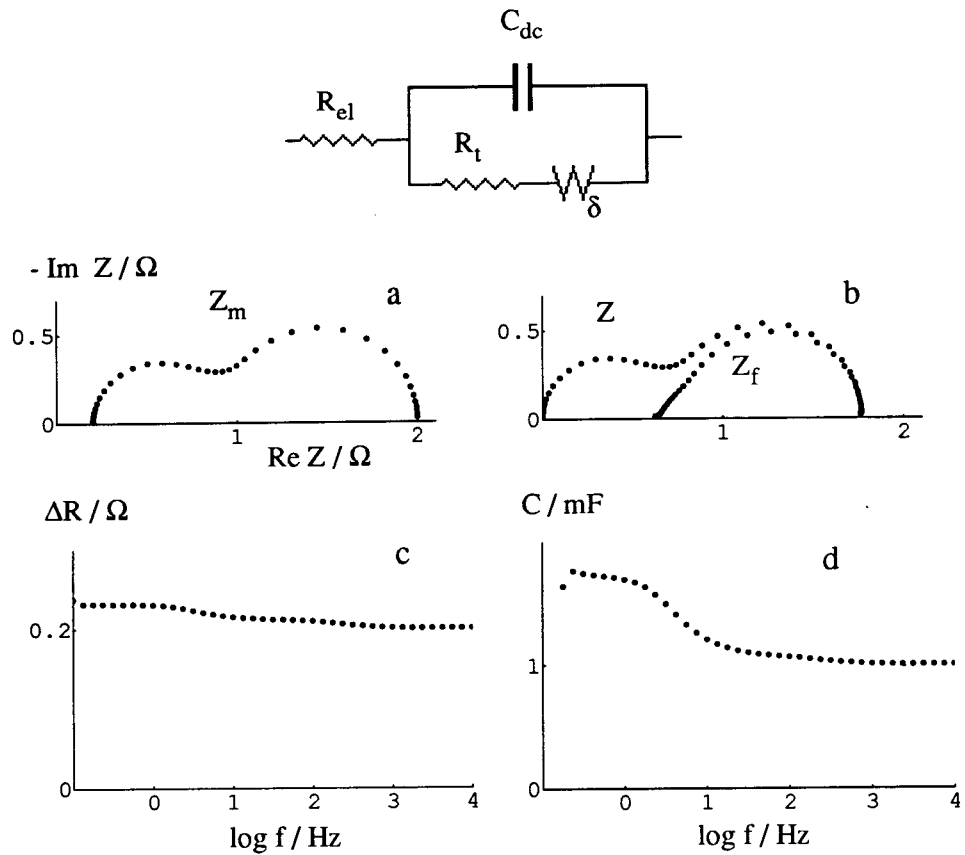 C_dc
R_el
R_t
δ
- Im Z / Ω
Z_m
a
0.5
0
1
2
Re Z / Ω
b
Z
0.5
Z_f
0
1
2
ΔR / Ω
c
0.2
0
0 1 2 3 4
log f / Hz
C / mF
d
1
0
0 1 2 3 4
log f / Hz